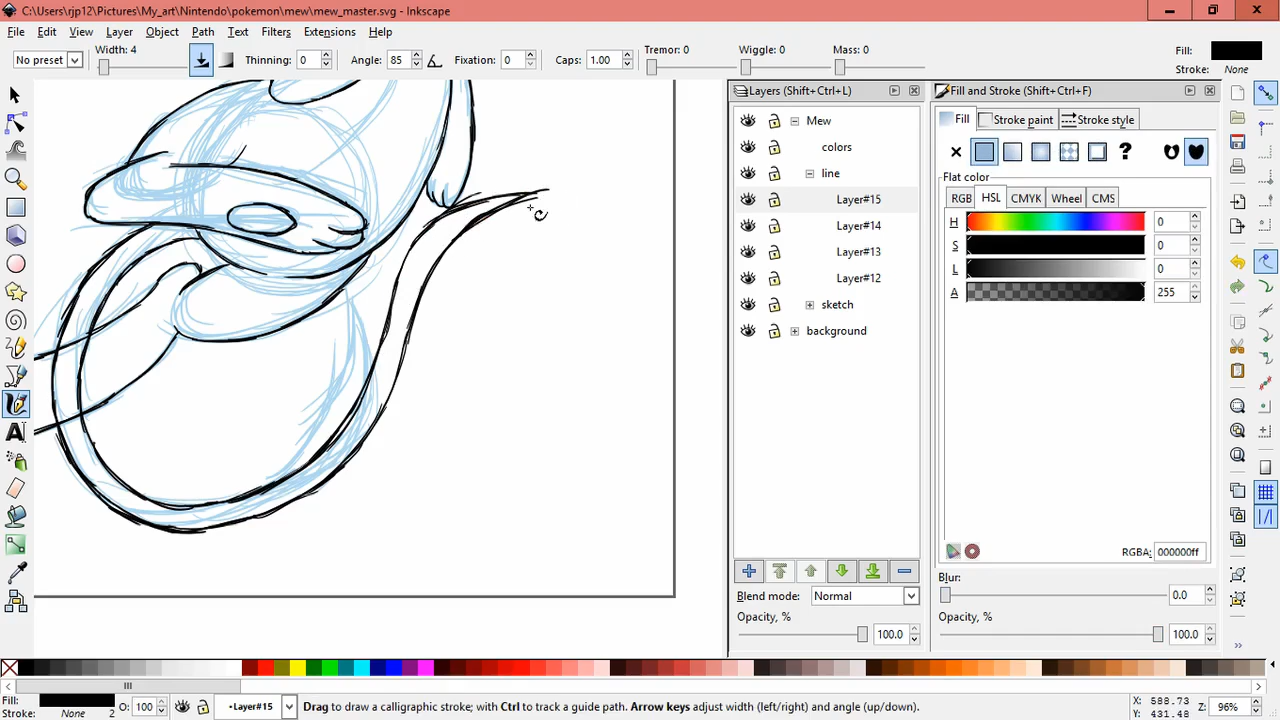 C:\Users\rjp12\Pictures\My_art\Nintendo\pokemon\mew\mew_master.svg - Inkscape
File Edit View Layer Object Path Text Filters Extensions Help
No preset Width: 4 Thinning: 0 Angle: 85 Fixation: 0 Caps: 1.00 Tremor: 0 Wiggle: 0 Mass: 0 Fill: Stroke: None
Layers (Shift+Ctrl+L)
Mew
colors
line
Layer#15
Layer#14
Layer#13
Layer#12
sketch
background
Blend mode: Normal
Opacity, %
100.0
Fill and Stroke (Shift+Ctrl+F)
Fill Stroke paint Stroke style
?
Flat color
RGB HSL CMYK Wheel CMS
H 0
S 0
L 0
A 255
RGBA: 000000ff
Blur:
0.0
Opacity, %
100.0
Fill: Stroke: None 2 O: 100 •Layer#15 Drag to draw a calligraphic stroke; with Ctrl to track a guide path. Arrow keys adjust width (left/right) and angle (up/down). X: 588.73 Y: 431.48 Z: 96%